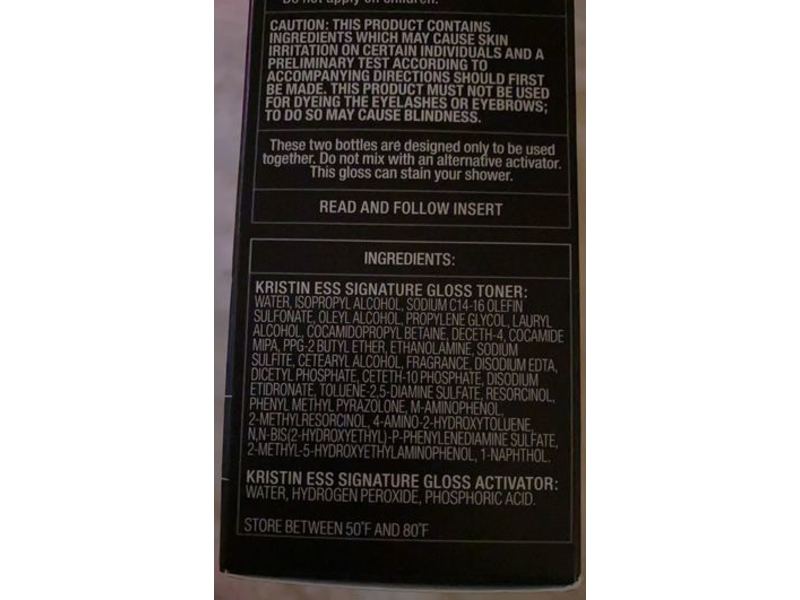 Do not apply on children.
CAUTION: THIS PRODUCT CONTAINS
INGREDIENTS WHICH MAY CAUSE SKIN
IRRITATION ON CERTAIN INDIVIDUALS AND A
PRELIMINARY TEST ACCORDING TO
ACCOMPANYING DIRECTIONS SHOULD FIRST
BE MADE. THIS PRODUCT MUST NOT BE USED
FOR DYEING THE EYELASHES OR EYEBROWS;
TO DO SO MAY CAUSE BLINDNESS.
These two bottles are designed only to be used
together. Do not mix with an alternative activator.
This gloss can stain your shower.
READ AND FOLLOW INSERT
INGREDIENTS:
KRISTIN ESS SIGNATURE GLOSS TONER:
WATER, ISOPROPYL ALCOHOL, SODIUM C14-16 OLEFIN
SULFONATE, OLEYL ALCOHOL, PROPYLENE GLYCOL, LAURYL
ALCOHOL, COCAMIDOPROPYL BETAINE, DECETH-4, COCAMIDE
MIPA, PPG-2 BUTYL ETHER, ETHANOLAMINE, SODIUM
SULFITE, CETEARYL ALCOHOL, FRAGRANCE, DISODIUM EDTA,
DICETYL PHOSPHATE, CETETH-10 PHOSPHATE, DISODIUM
ETIDRONATE, TOLUENE-2,5-DIAMINE SULFATE, RESORCINOL,
PHENYL METHYL PYRAZOLONE, M-AMINOPHENOL,
2-METHYLRESORCINOL, 4-AMINO-2-HYDROXYTOLUENE,
N,N-BIS(2-HYDROXYETHYL)-P-PHENYLENEDIAMINE SULFATE,
2-METHYL-5-HYDROXYETHYLAMINOPHENOL, 1-NAPHTHOL.
KRISTIN ESS SIGNATURE GLOSS ACTIVATOR:
WATER, HYDROGEN PEROXIDE, PHOSPHORIC ACID.
STORE BETWEEN 50°F AND 80°F